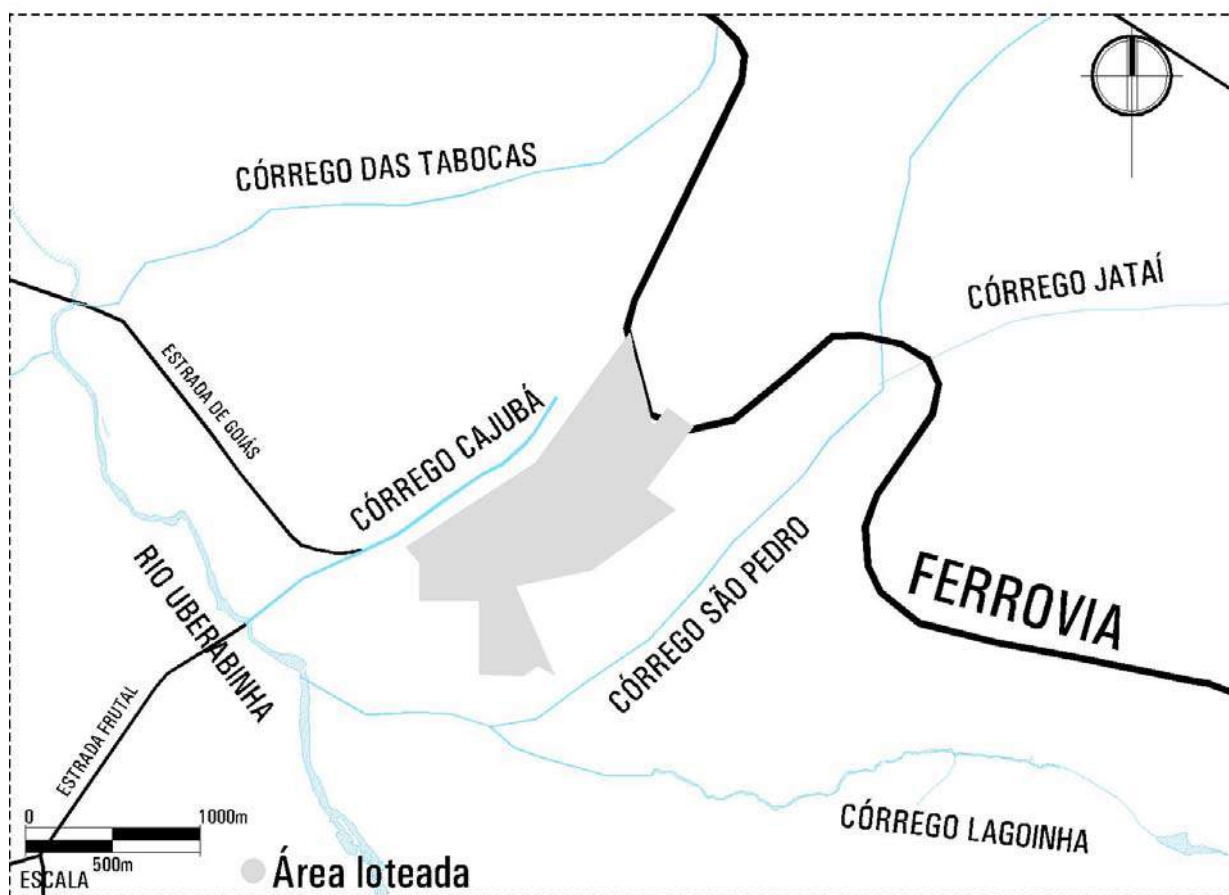 CÓRREGO DAS TABOCAS
CÓRREGO JATAÍ
ESTRADA DE GOIÁS
CÓRREGO CAJUBÁ
RIO UBERABINHA
CÓRREGO SÃO PEDRO
FERROVIA
ESTRADA FRUTAL
CÓRREGO LAGOINHA
0 1000m
500m
ESCALA
Área loteada